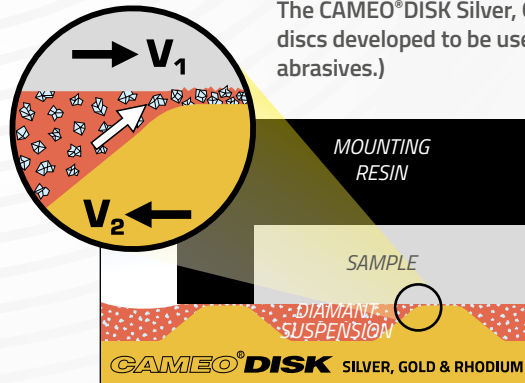 The CAMEO®DISK Silver,
discs developed to be use
abrasives.)
V1
V2
MOUNTING
RESIN
SAMPLE
DIAMANT
SUSPENSION
CAMEO®DISK SILVER, GOLD & RHODIUM